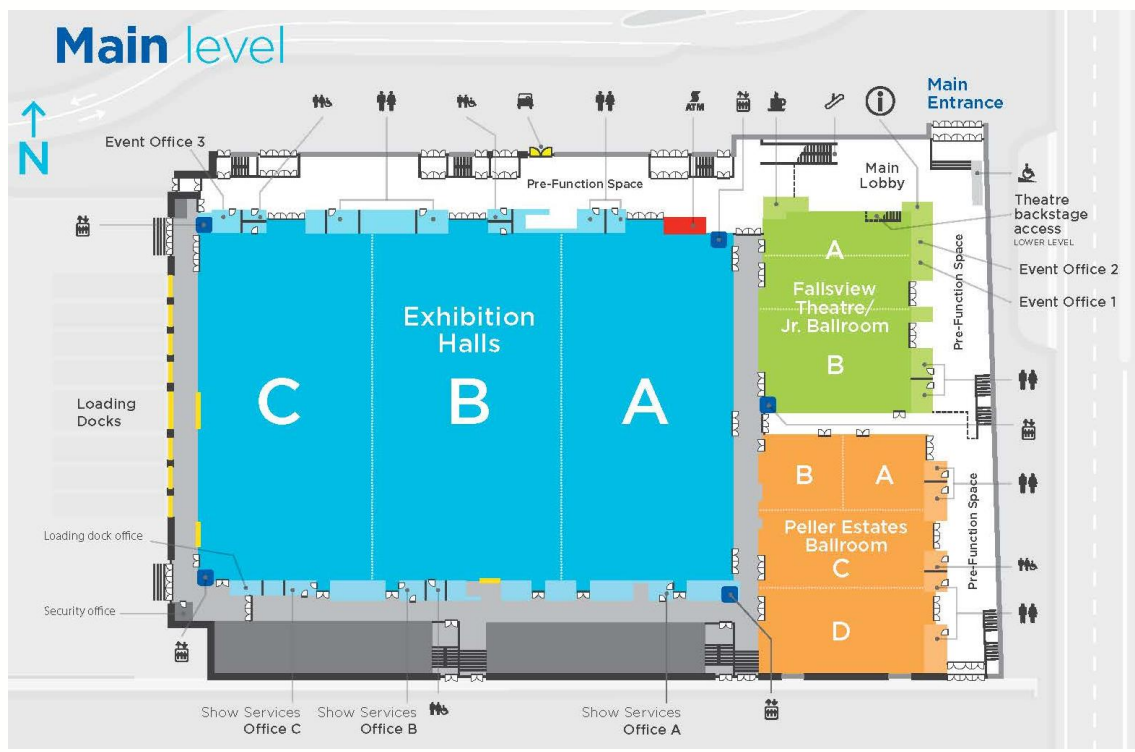 Main level
N
Main
Entrance
ATM
i
Event Office 3
Pre-Function Space
Main
Lobby
Theatre
backstage
access
LOWER LEVEL
Event Office 2
Event Office 1
Pre-Function Space
A
Fallsview
Theatre/
Jr. Ballroom
B
Exhibition
Halls
C
B
A
Loading
Docks
B
A
Peller Estates
Ballroom
C
D
Pre-Function Space
Loading dock office
Security office
Show Services
Office C
Show Services
Office B
Show Services
Office A